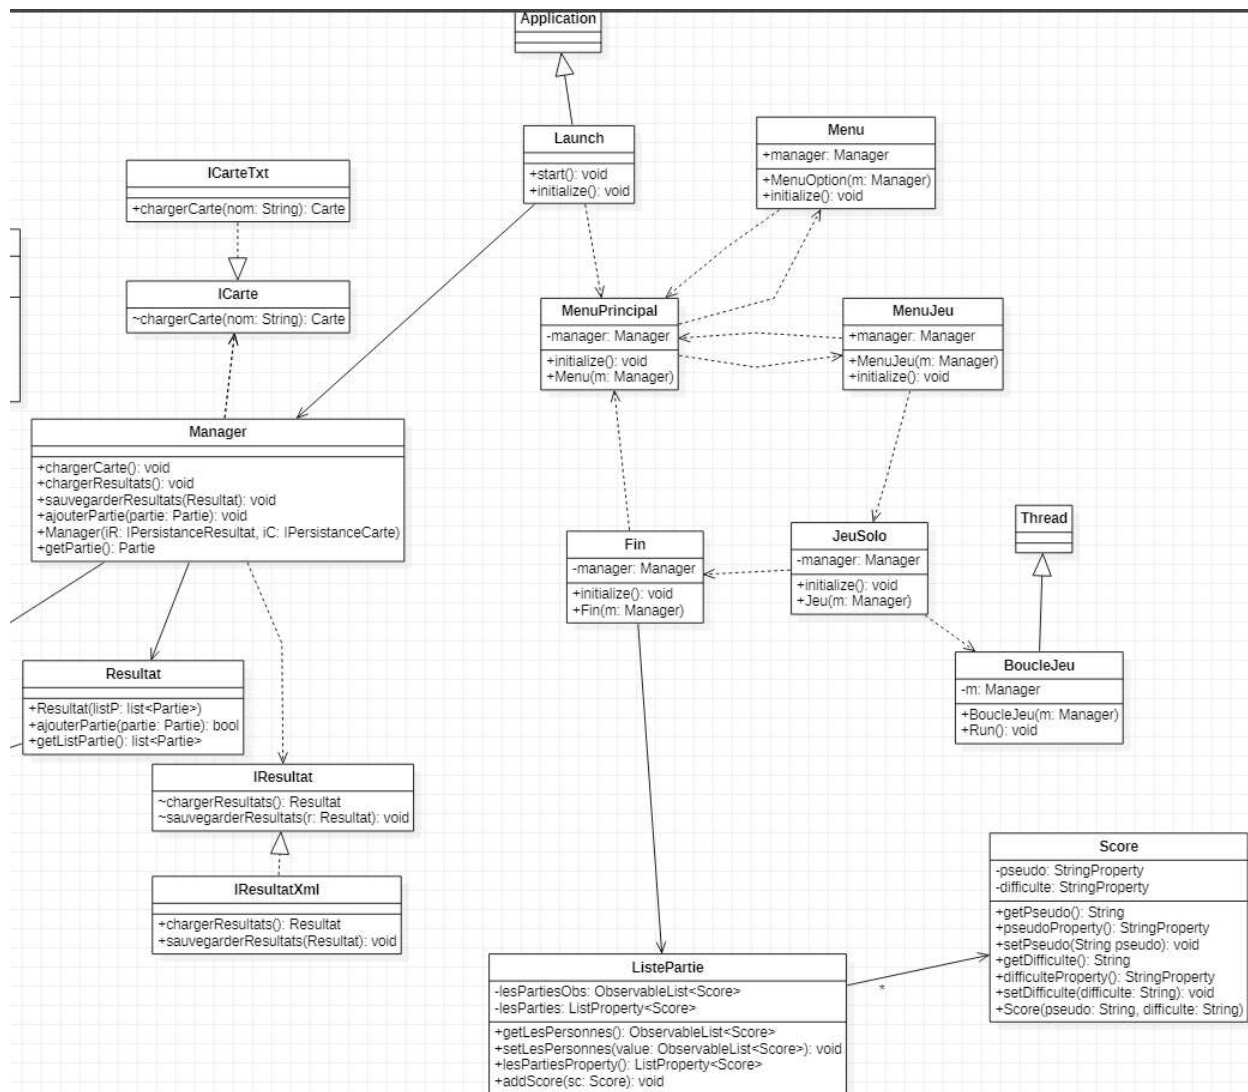 Application
Launch
+start(): void
+initialize(): void
Menu
+manager: Manager
+MenuOption(m: Manager)
+initialize(): void
ICarteTxt
+chargerCarte(nom: String): Carte
ICarte
~chargerCarte(nom: String): Carte
MenuPrincipal
-manager: Manager
+initialize(): void
+Menu(m: Manager)
MenuJeu
+manager: Manager
+MenuJeu(m: Manager)
+initialize(): void
Manager
+chargerCarte(): void
+chargerResultats(): void
+sauvegarderResultats(Resultat): void
+ajouterPartie(partie: Partie): void
+Manager(iR: IPersistanceResultat, iC: IPersistanceCarte)
+getPartie(): Partie
Fin
-manager: Manager
+initialize(): void
+Fin(m: Manager)
JeuSolo
-manager: Manager
+initialize(): void
+Jeu(m: Manager)
Thread
Resultat
+Resultat(listP: list<Partie>)
+ajouterPartie(partie: Partie): bool
+getListPartie(): list<Partie>
BoucleJeu
-m: Manager
+BoucleJeu(m: Manager)
+Run(): void
IResultat
~chargerResultats(): Resultat
~sauvegarderResultats(r: Resultat): void
IResultatXml
+chargerResultats(): Resultat
+sauvegarderResultats(Resultat): void
Score
-pseudo: StringProperty
-difficulte: StringProperty
+getPseudo(): String
+pseudoProperty(): StringProperty
+setPseudo(String pseudo): void
+getDifficulte(): String
+difficulteProperty(): StringProperty
+setDifficulte(difficulte: String): void
+Score(pseudo: String, difficulte: String)
ListePartie
-lesPartiesObs: ObservableList<Score>
-lesParties: ListProperty<Score>
+getLesPersonnes(): ObservableList<Score>
+setLesPersonnes(value: ObservableList<Score>): void
+lesPartiesProperty(): ListProperty<Score>
+addScore(sc: Score): void
*